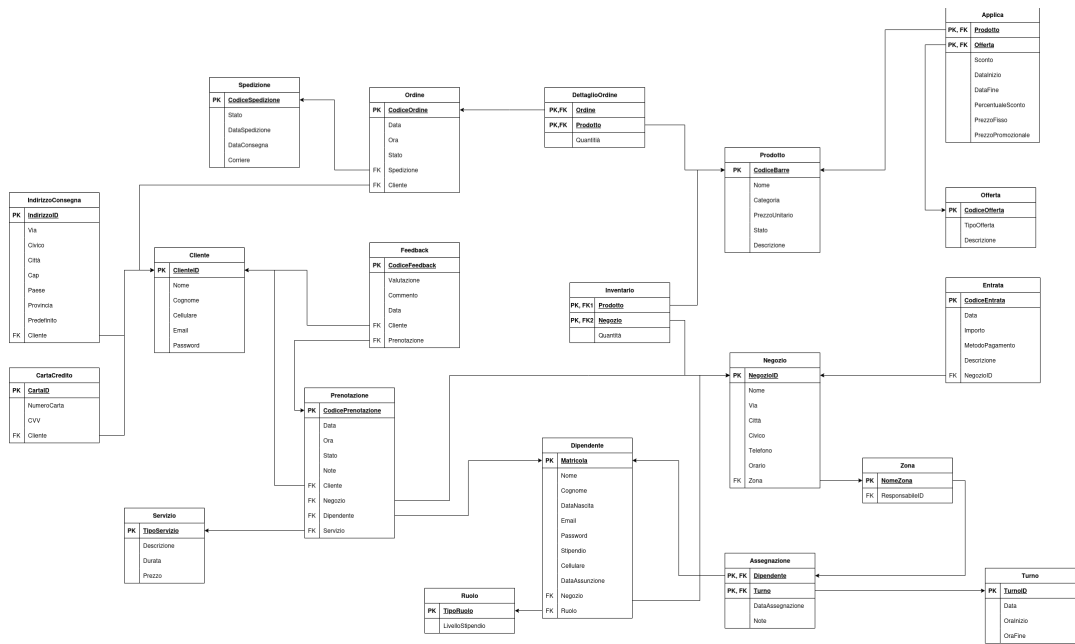 Applica
PK, FK Prodotto
PK, FK Offerta
Sconto
DataInizio
DataFine
PercentualeSconto
PrezzoFisso
PrezzoPromozionale
Spedizione
PK CodiceSpedizione
Stato
DataSpedizione
DataConsegna
Corriere
Ordine
PK CodiceOrdine
Data
Ora
Stato
FK Spedizione
FK Cliente
DettaglioOrdine
PK,FK Ordine
PK,FK Prodotto
Quantitià
Prodotto
PK CodiceBarre
Nome
Categoria
PrezzoUnitario
Stato
Descrizione
Offerta
PK CodiceOfferta
TipoOfferta
Descrizione
IndirizzoConsegna
PK IndirizzoID
Via
Civico
Città
Cap
Paese
Provincia
Predefinito
FK Cliente
Cliente
PK ClienteID
Nome
Cognome
Cellulare
Email
Password
Feedback
PK CodiceFeedback
Valutazione
Commento
Data
FK Cliente
FK Prenotazione
Inventario
PK, FK1 Prodotto
PK, FK2 Negozio
Quantità
Entrata
PK CodiceEntrata
Data
Importo
MetodoPagamento
Descrizione
FK NegozioID
CartaCredito
PK CartaID
NumeroCarta
CVV
FK Cliente
Prenotazione
PK CodicePrenotazione
Data
Ora
Stato
Note
FK Cliente
FK Negozio
FK Dipendente
FK Servizio
Negozio
PK NegozioID
Nome
Via
Città
Civico
Telefono
Orario
FK Zona
Dipendente
PK Matricola
Nome
Cognome
DataNascita
Email
Password
Stipendio
Cellulare
DataAssunzione
FK Negozio
FK Ruolo
Zona
PK NomeZona
FK ResponsabileID
Servizio
PK TipoServizio
Descrizione
Durata
Prezzo
Assegnazione
PK, FK Dipendente
PK, FK Turno
DataAssegnazione
Note
Turno
PK TurnoID
Data
OraInizio
OraFine
Ruolo
PK TipoRuolo
LivelloStipendio